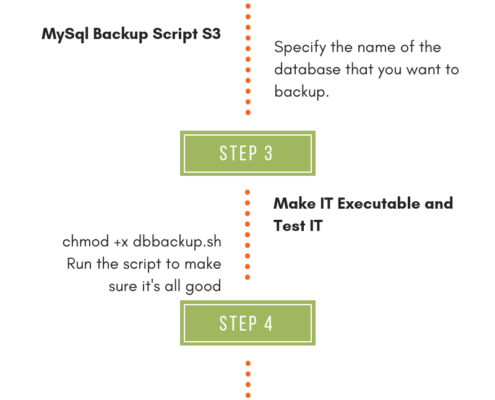 MySql Backup Script S3
Specify the name of the
database that you want to
backup.
STEP 3
Make IT Executable and
Test IT
chmod +x dbbackup.sh
Run the script to make
sure it's all good
STEP 4